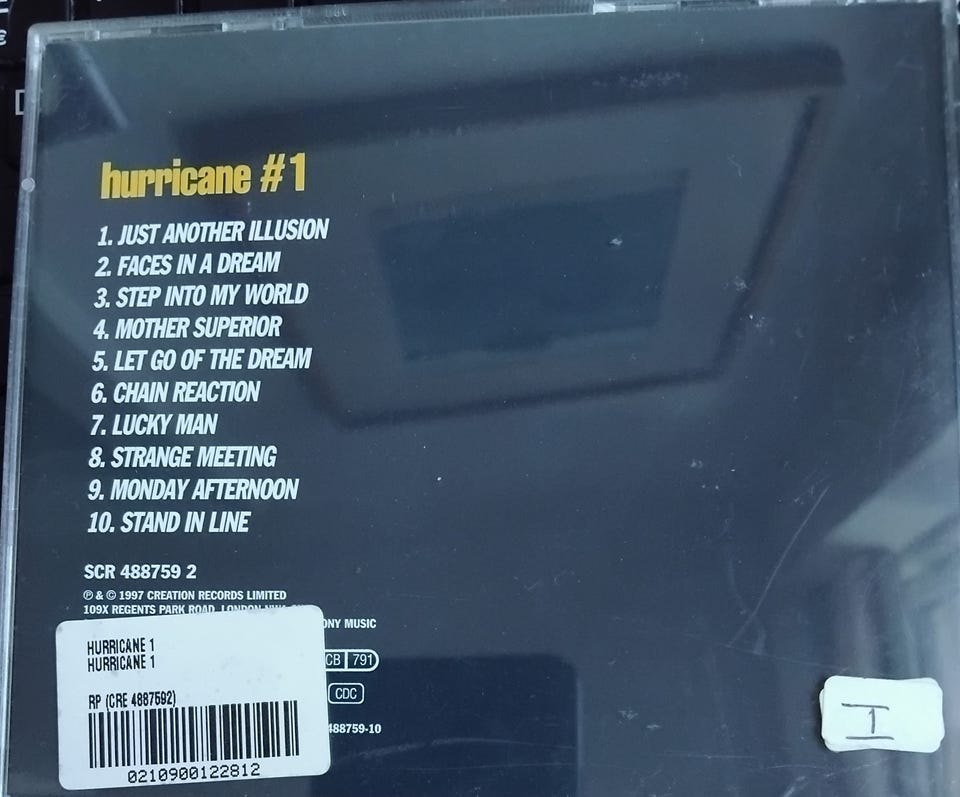 hurricane #1
1. JUST ANOTHER ILLUSION
2. FACES IN A DREAM
3. STEP INTO MY WORLD
4. MOTHER SUPERIOR
5. LET GO OF THE DREAM
6. CHAIN REACTION
7. LUCKY MAN
8. STRANGE MEETING
9. MONDAY AFTERNOON
10. STAND IN LINE
SCR 488759 2
℗ & © 1997 CREATION RECORDS LIMITED
109X REGENTS PARK ROAD, LONDON
MUSIC
HURRICANE 1
HURRICANE 1
CB 791
RP (CRE 4887592)
CDC
488759-10
0210900122812
I